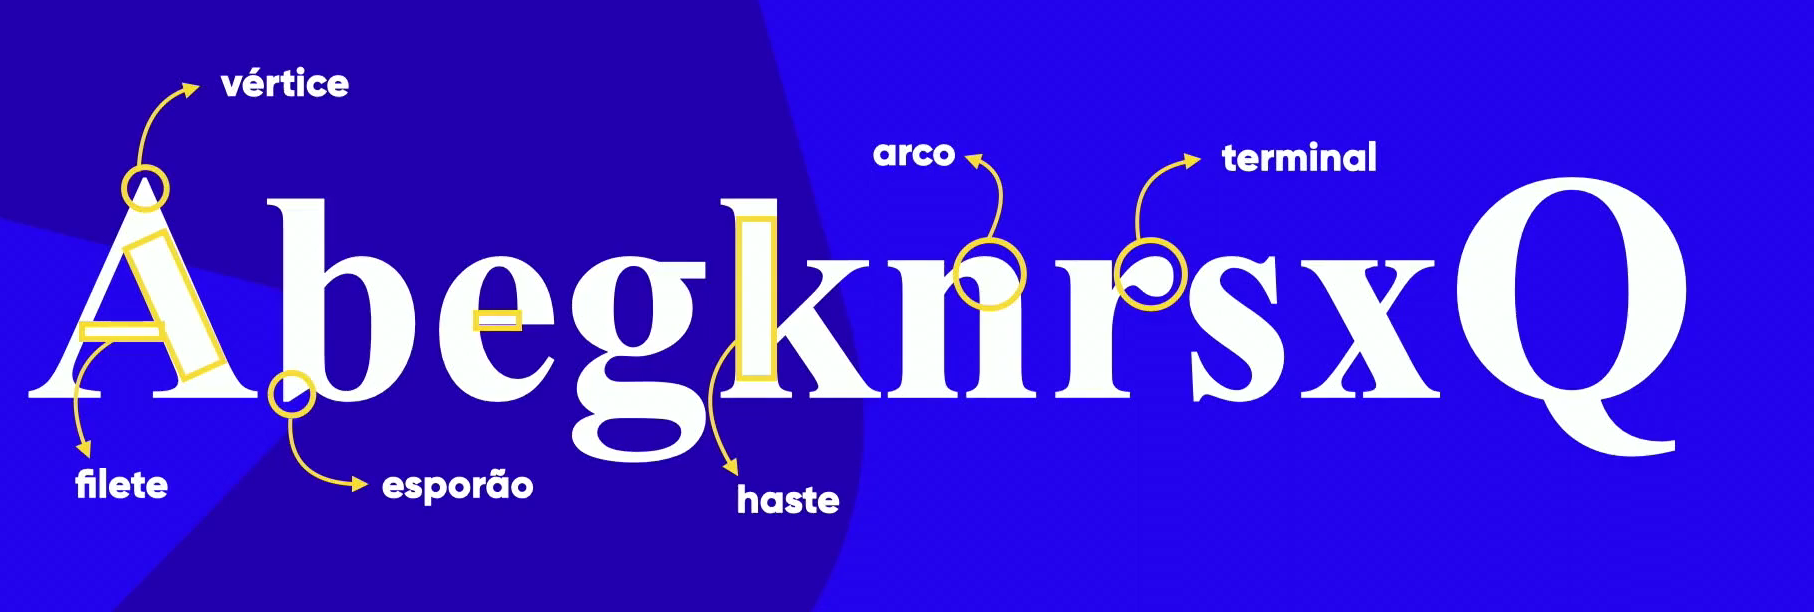 vértice
arco
terminal
AbegknrsxQ
filete
esporão
haste